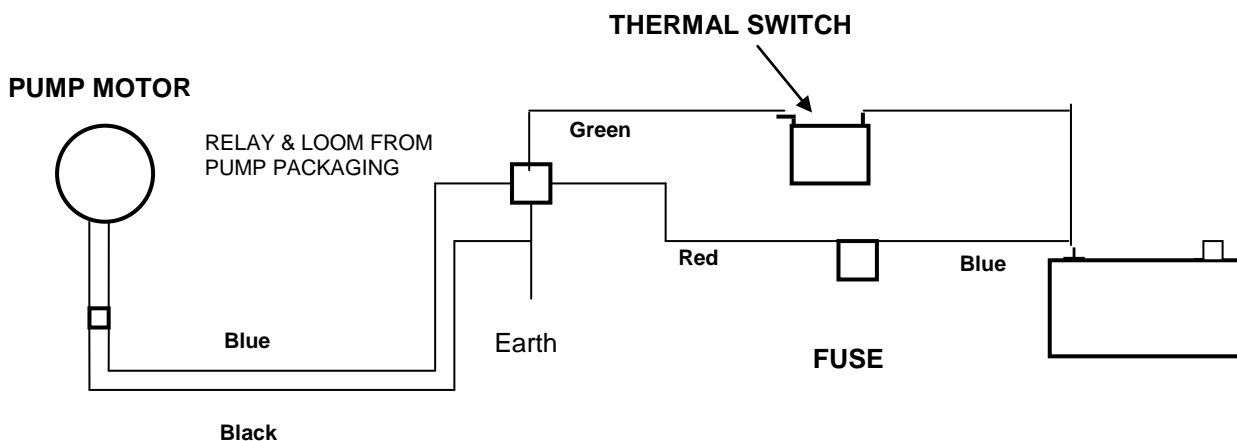 THERMAL SWITCH
PUMP MOTOR
RELAY & LOOM FROM
PUMP PACKAGING
Green
Red
Blue
Blue
Earth
FUSE
Black